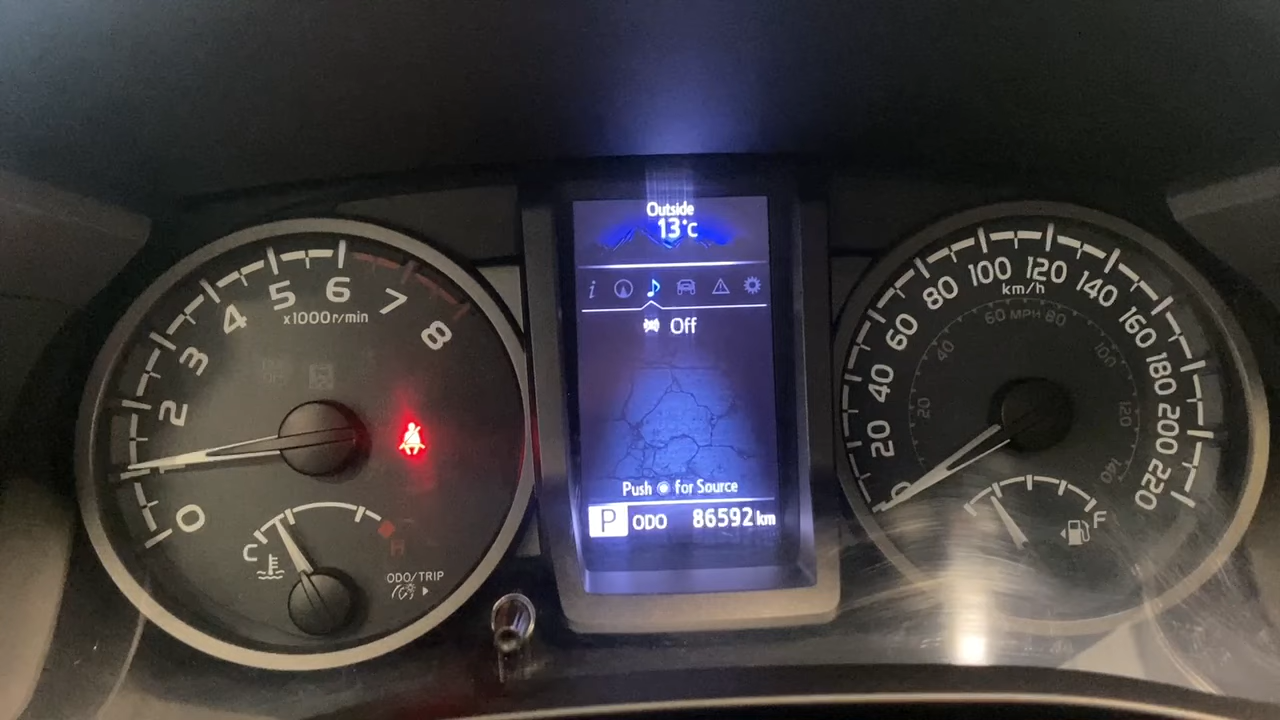 Outside
13°C
i
Off
Push ◉ for Source
P ODO 86592 km
0 1 2 3 4 5 6 7 8
x1000r/min
C H
ODO/TRIP
0 20 40 60 80 100 120 140 160 180 200 220
km/h
20 40 60 MPH 80 100 120 140
F